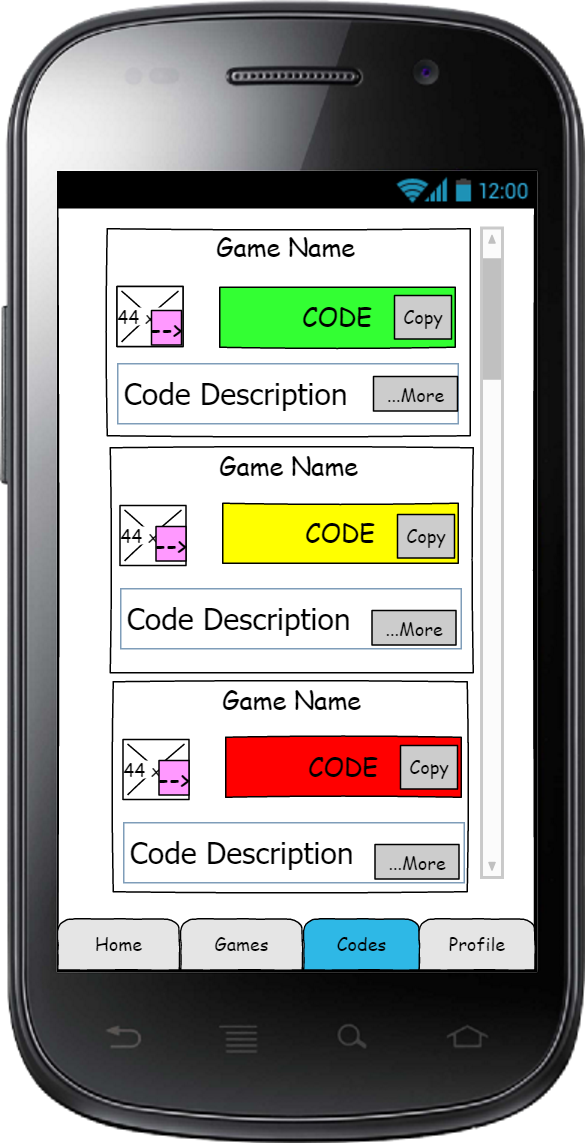 12:00
Game Name
44 x
-->
CODE Copy
Code Description ...More
Game Name
44 x
-->
CODE Copy
Code Description ...More
Game Name
44 x
-->
CODE Copy
Code Description ...More
Home Games Codes Profile